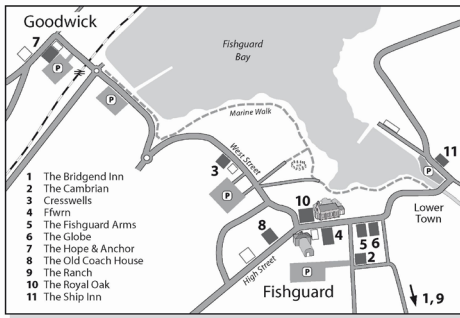 Goodwick
7
P
P
Fishguard
Bay
Marine Walk
West Street
3
P
11
P
Lower
Town
10
8
4
5 6
2
High Street
P
Fishguard
1,9
1 The Bridgend Inn
2 The Cambrian
3 Cresswells
4 Ffwrn
5 The Fishguard Arms
6 The Globe
7 The Hope & Anchor
8 The Old Coach House
9 The Ranch
10 The Royal Oak
11 The Ship Inn